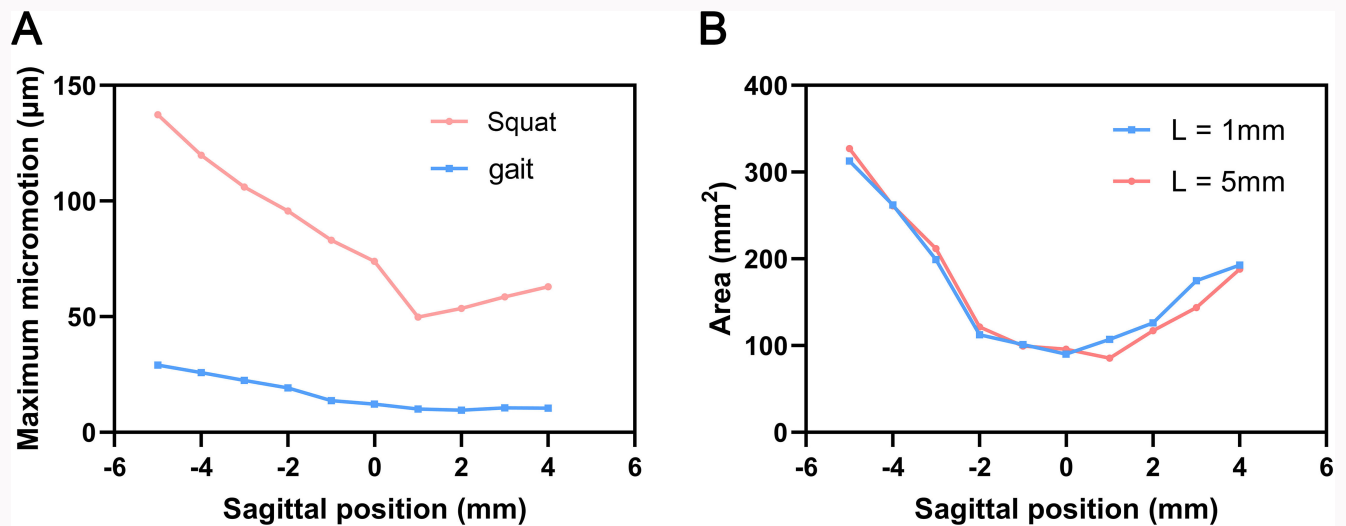 A
Maximum micromotion (μm)
150
100
50
0
-6 -4 -2 0 2 4 6
Sagittal position (mm)
Squat
gait
B
Area (mm²)
400
300
200
100
0
-6 -4 -2 0 2 4 6
Sagittal position (mm)
L = 1mm
L = 5mm